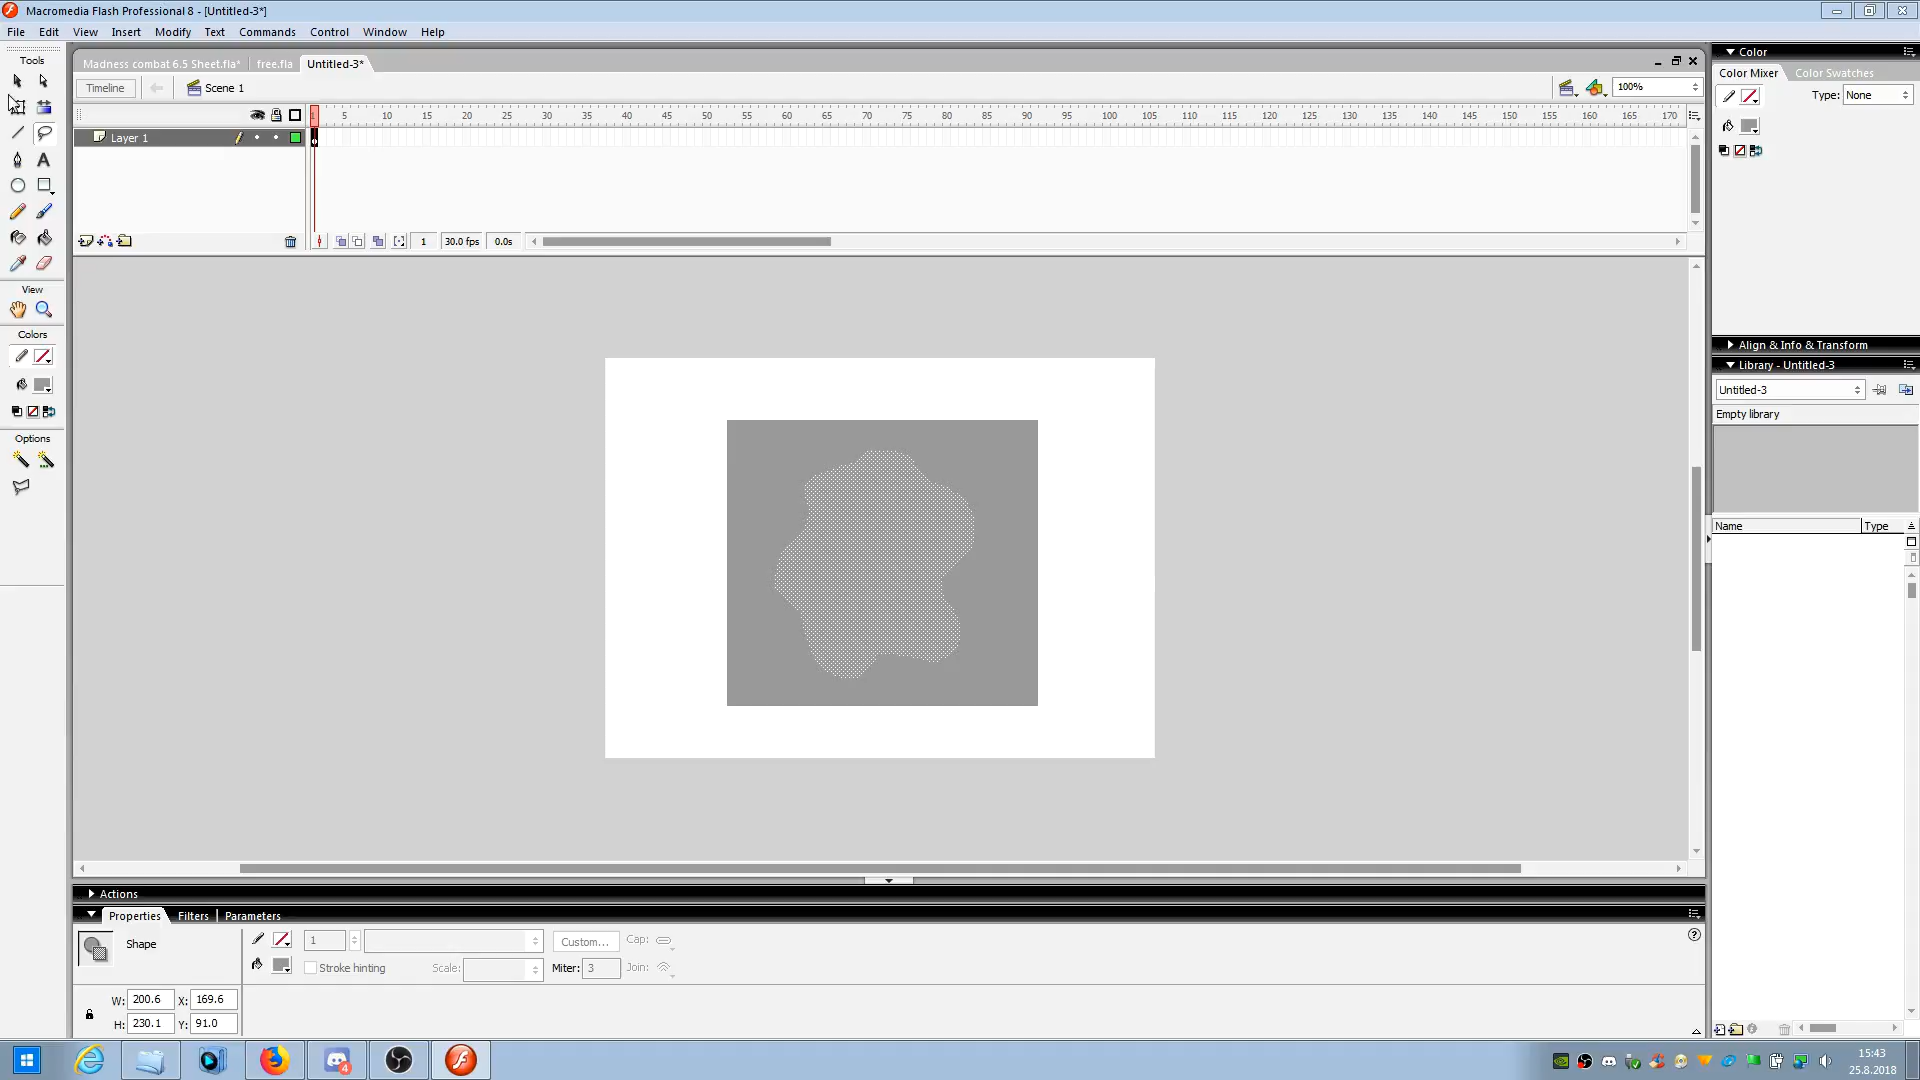 Macromedia Flash Professional 8 - [Untitled-3*]
File Edit View Insert Modify Text Commands Control Window Help
Tools
View
Colors
Options
Madness combat 6.5 Sheet.fla* free.fla Untitled-3*
Timeline Scene 1 100%
1 5 10 15 20 25 30 35 40 45 50 55 60 65 70 75 80 85 90 95 100 105 110 115 120 125 130 135 140 145 150 155 160 165 170
Layer 1
1 30.0 fps 0.0s
Color
Color Mixer Color Swatches
Type: None
Align & Info & Transform
Library - Untitled-3
Untitled-3
Empty library
Name Type
Actions
Properties Filters Parameters
Shape
1 Custom... Cap:
Stroke hinting Scale: Miter: 3 Join:
W: 200.6 X: 169.6
H: 230.1 Y: 91.0
4
15:43
25.8.2018